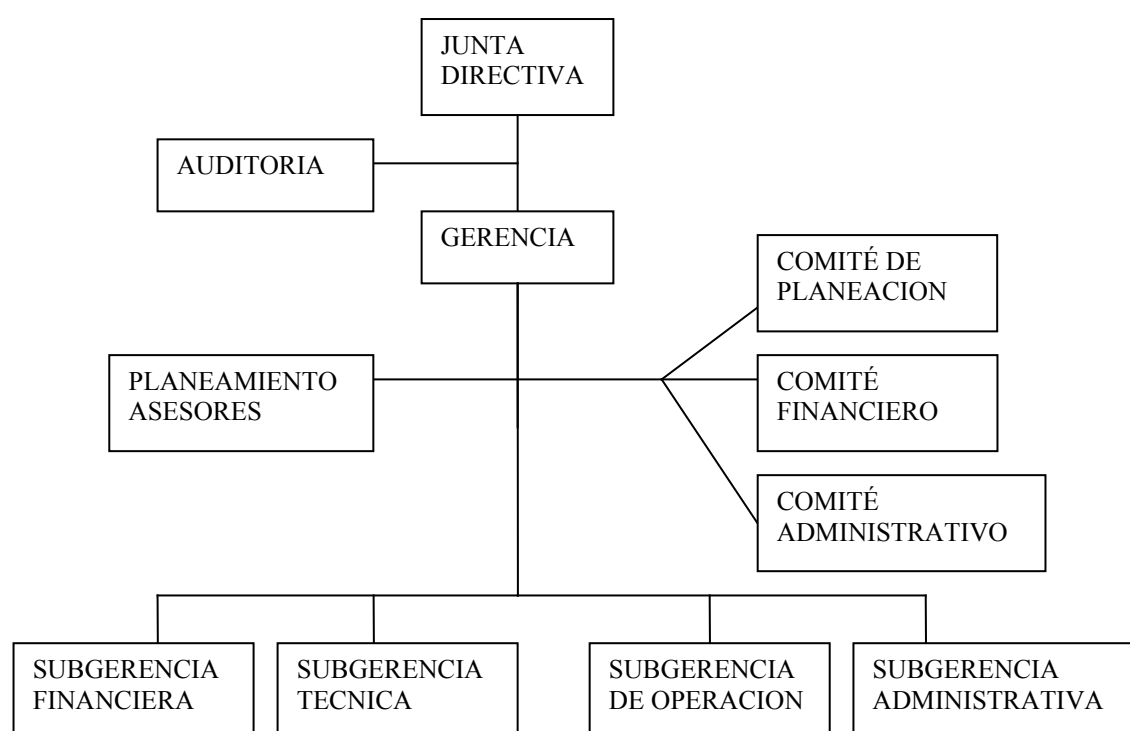 JUNTA
DIRECTIVA
AUDITORIA
GERENCIA
COMITÉ DE
PLANEACION
PLANEAMIENTO
ASESORES
COMITÉ
FINANCIERO
COMITÉ
ADMINISTRATIVO
SUBGERENCIA
FINANCIERA
SUBGERENCIA
TECNICA
SUBGERENCIA
DE OPERACION
SUBGERENCIA
ADMINISTRATIVA